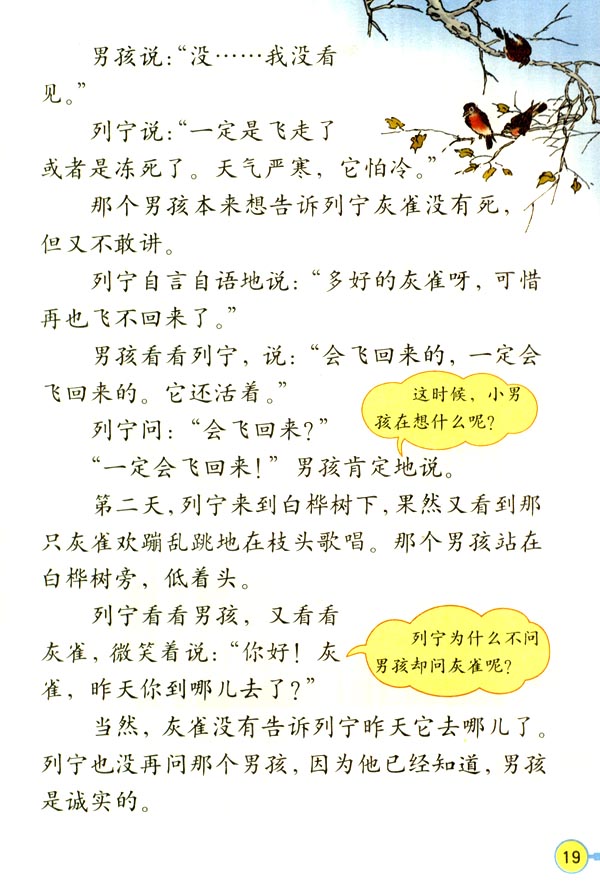 男孩说：“没……我没看
见。”
列宁说：“一定是飞走了
或者是冻死了。天气严寒，它怕冷。”
那个男孩本来想告诉列宁灰雀没有死，
但又不敢讲。
列宁自言自语地说：“多好的灰雀呀，可惜
再也飞不回来了。”
男孩看看列宁，说：“会飞回来的，一定会
飞回来的。它还活着。”
这时候，小男
孩在想什么呢？
列宁问：“会飞回来？”
“一定会飞回来！”男孩肯定地说。
第二天，列宁来到白桦树下，果然又看到那
只灰雀欢蹦乱跳地在枝头歌唱。那个男孩站在
白桦树旁，低着头。
列宁看看男孩，又看看
灰雀，微笑着说：“你好！灰
雀，昨天你到哪儿去了？”
列宁为什么不问
男孩却问灰雀呢？
当然，灰雀没有告诉列宁昨天它去哪儿了。
列宁也没再问那个男孩，因为他已经知道，男孩
是诚实的。
19